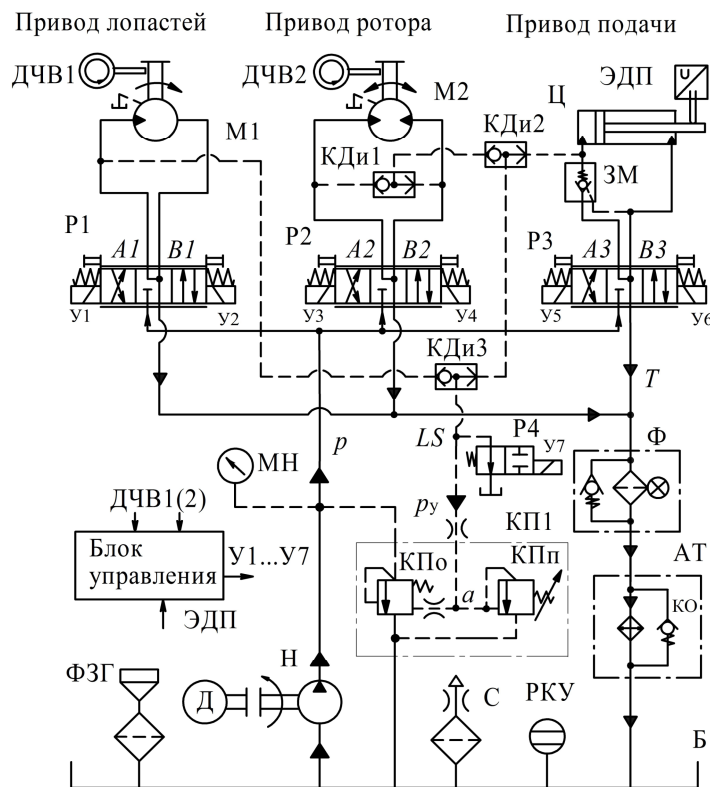 Привод лопастей
Привод ротора
Привод подачи
ДЧВ1
ДЧВ2
ЭДП
U
Ц
М1
М2
КДи2
КДи1
ЗМ
Р1
А1
В1
Р2
А2
В2
Р3
А3
В3
У1
У2
У3
У4
У5
У6
КДи3
Т
р
LS
Р4
У7
Ф
МН
ру
ДЧВ1(2)
КП1
Блок
управления
У1...У7
КПо
КПп
а
АТ
КО
ЭДП
ФЗГ
Н
Д
С
РКУ
Б